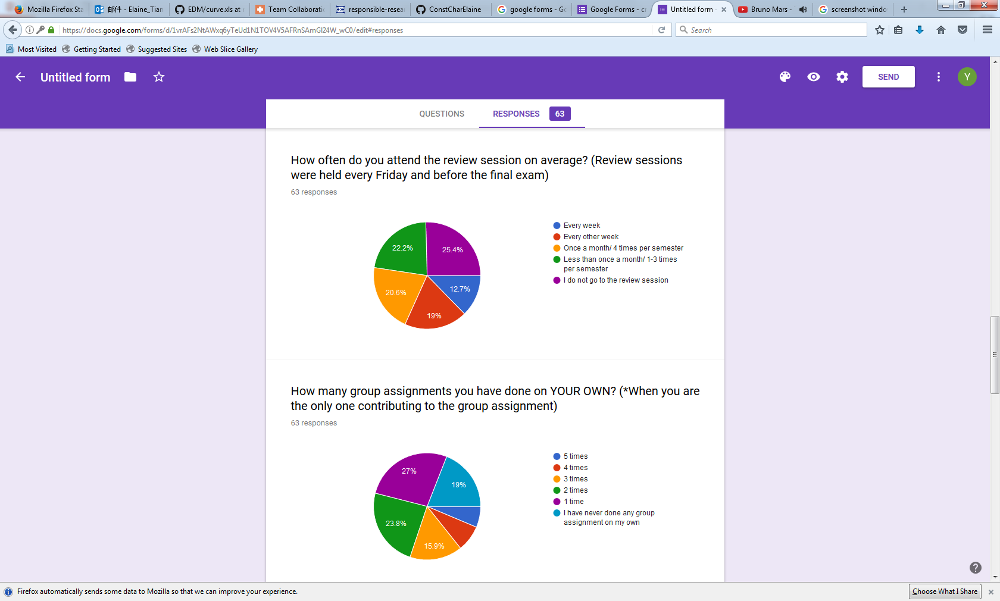 Mozilla Firefox Sta
邮件 - Elaine_Tian
EDM/curve.xls at
Team Collaboratio
responsible-resear
ConstCharElaine
google forms - Go
Google Forms - cr
Untitled form -
Bruno Mars -
screenshot windo
https://docs.google.com/forms/d/1vrAFs2NtAWxq6yTeUd1N1TOV4V5AFRnSAmGI24W_wC0/edit#responses
Search
Most Visited
Getting Started
Suggested Sites
Web Slice Gallery
Untitled form
SEND
Y
QUESTIONS
RESPONSES
63
How often do you attend the review session on average? (Review sessions
were held every Friday and before the final exam)
63 responses
22.2%
25.4%
20.6%
12.7%
19%
Every week
Every other week
Once a month/ 4 times per semester
Less than once a month/ 1-3 times
per semester
I do not go to the review session
How many group assignments you have done on YOUR OWN? (*When you are
the only one contributing to the group assignment)
63 responses
27%
19%
23.8%
15.9%
5 times
4 times
3 times
2 times
1 time
I have never done any group
assignment on my own
Firefox automatically sends some data to Mozilla so that we can improve your experience.
Choose What I Share